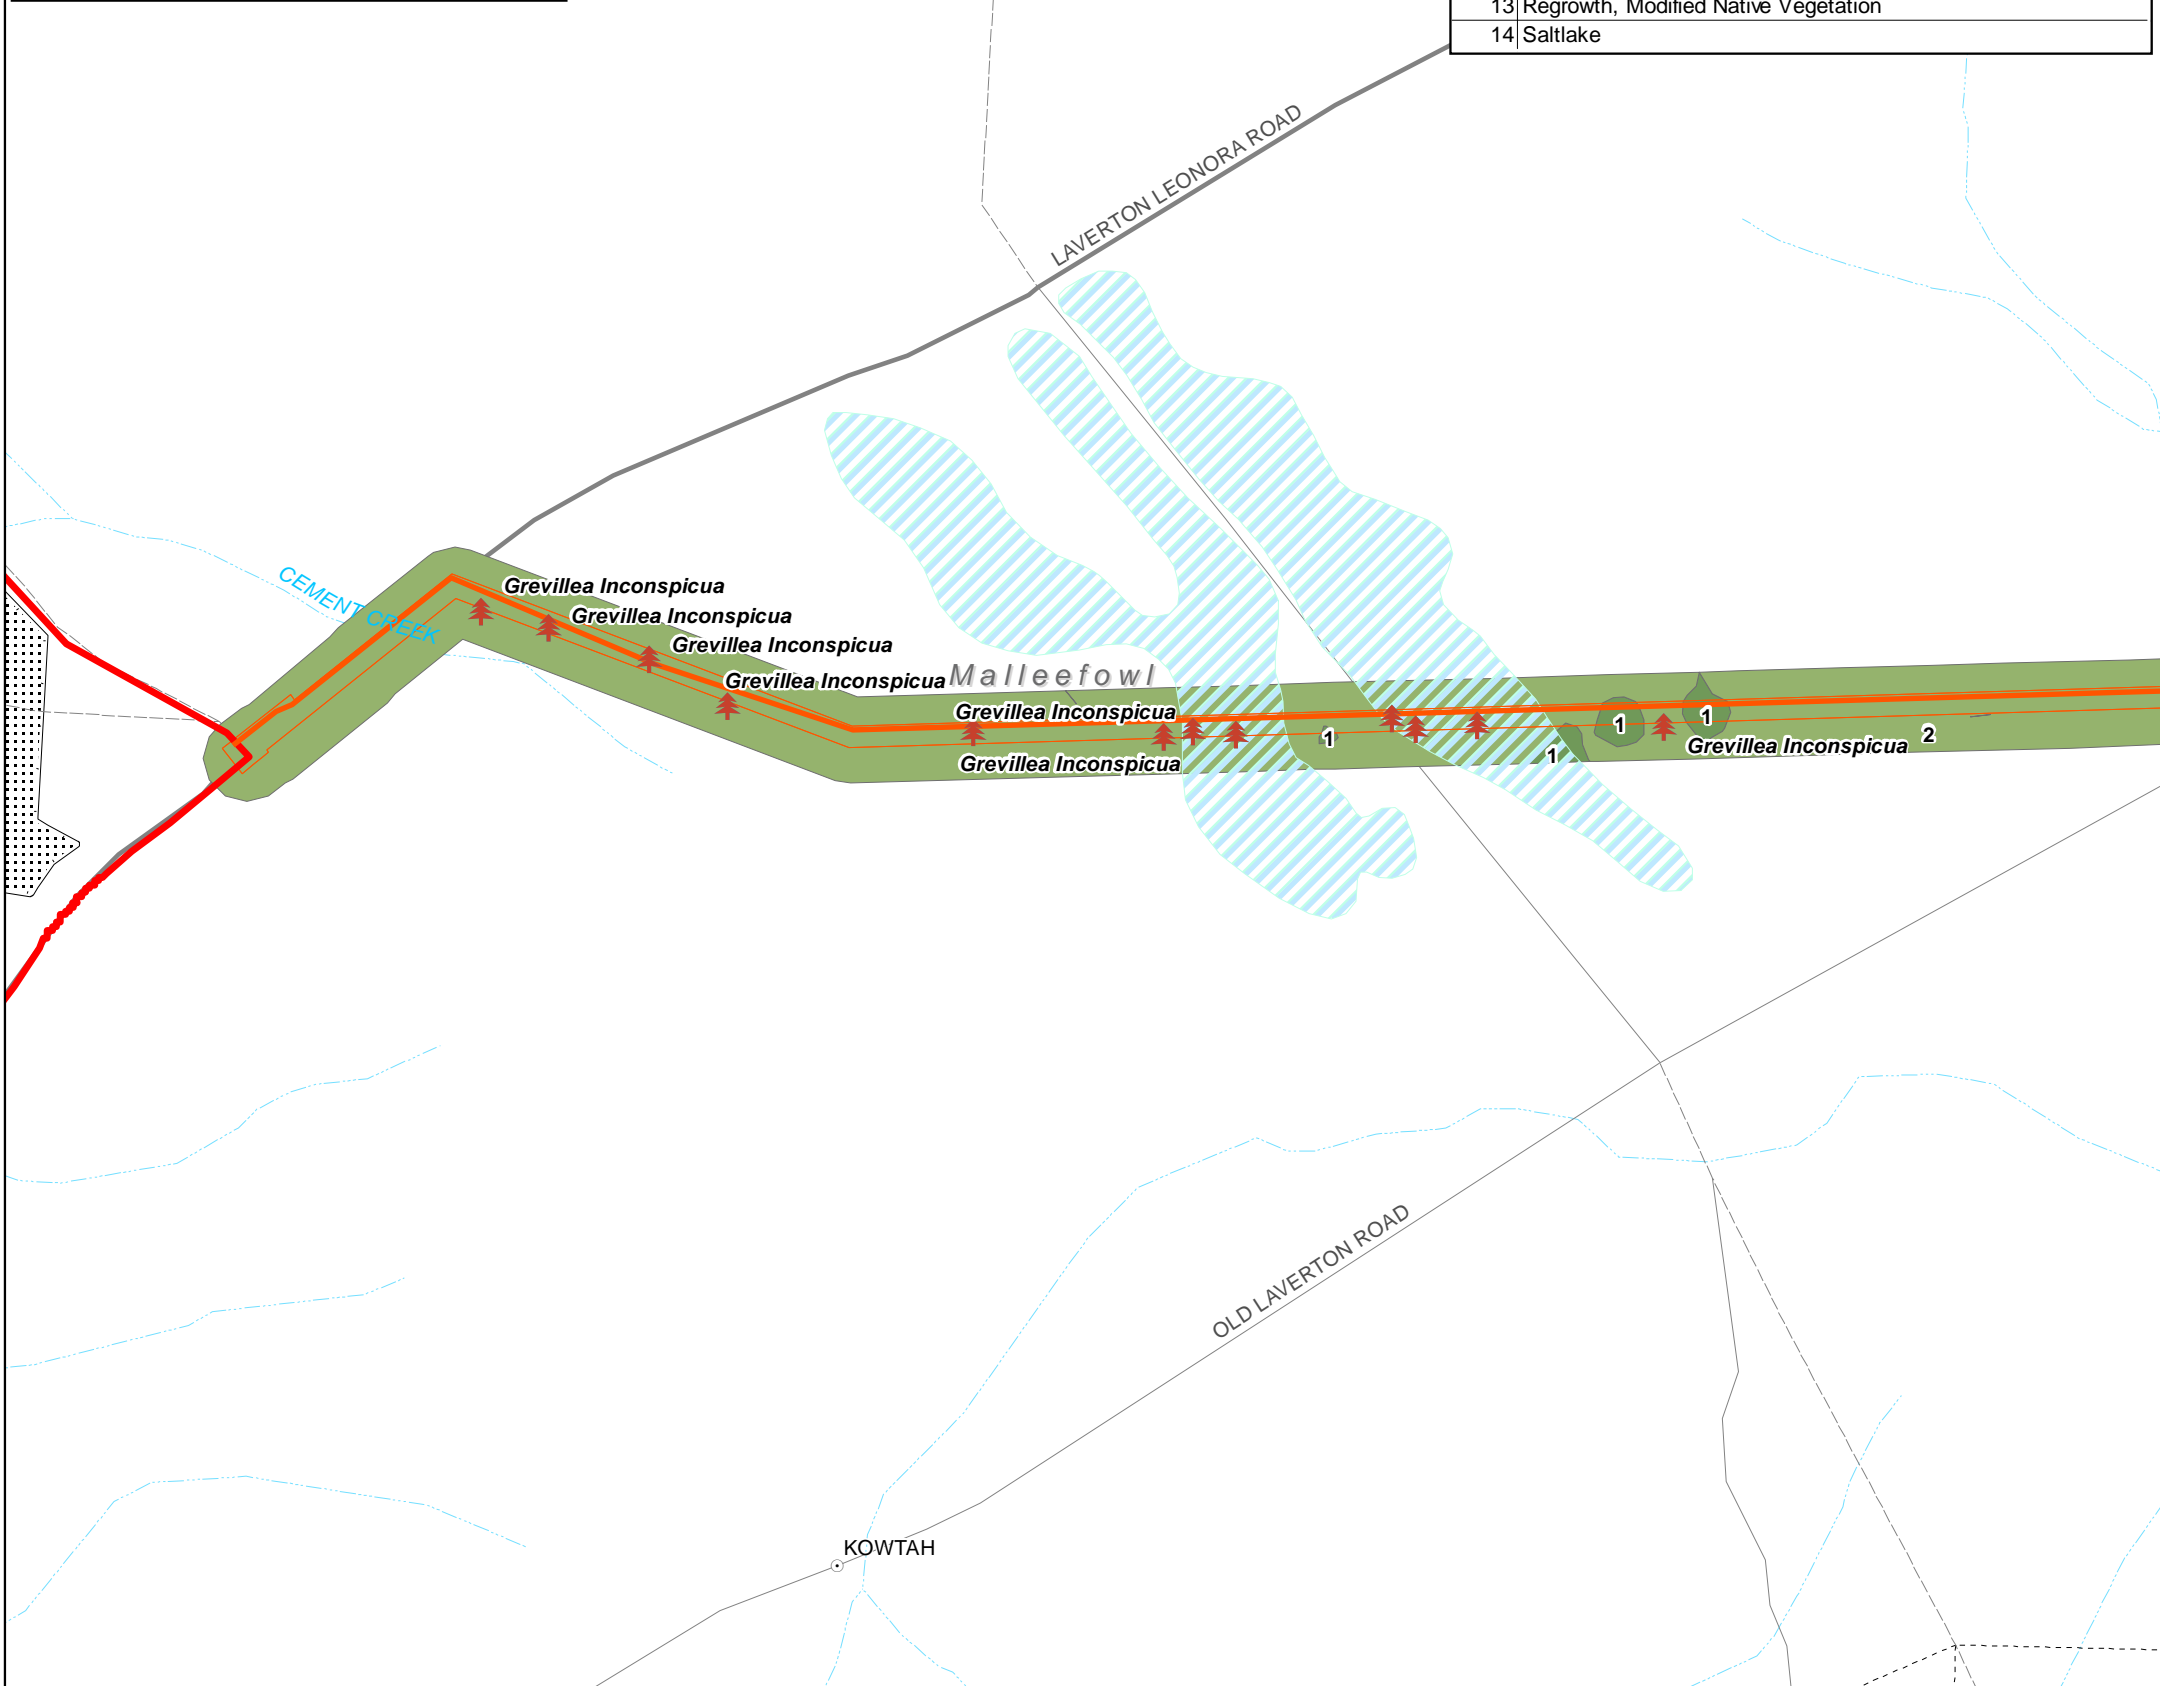 13 Regrowth, Modified Native Vegetation
14 Saltlake
LAVERTON LEONORA ROAD
CEMENT CREEK
Grevillea Inconspicua
Grevillea Inconspicua
Grevillea Inconspicua
Malleefowl
Grevillea Inconspicua
Grevillea Inconspicua
1
1
1
2
Grevillea Inconspicua
1
Grevillea Inconspicua
OLD LAVERTON ROAD
KOWTAH